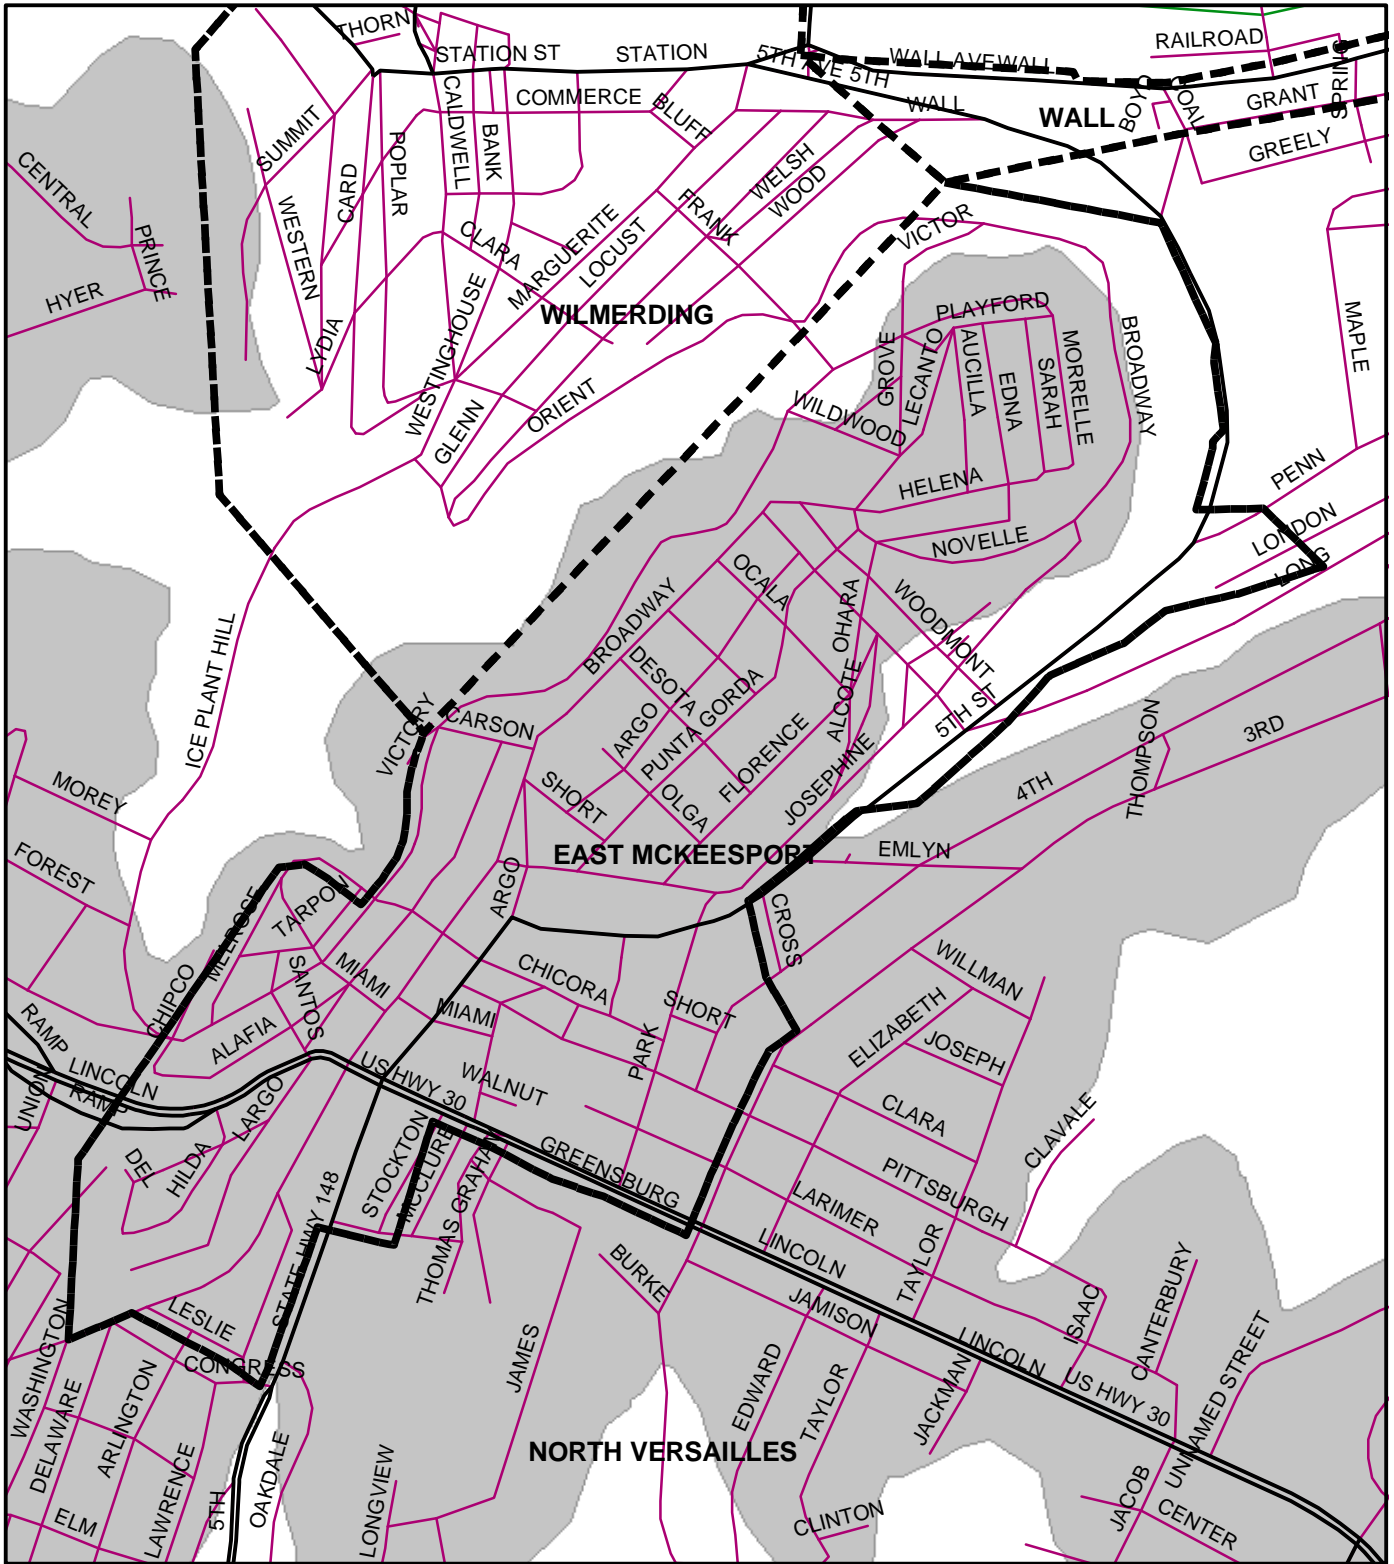 THORN
STATION ST
STATION
5TH AVE 5TH
WALL AVE
WALL
RAILROAD
SPRING
CALDWELL
COMMERCE
BLUFF
WALL
WALL
BOYD
COAL
GRANT
GREELY
SUMMIT
CARD
POPLAR
BANK
WELSH
WOOD
FRANK
CENTRAL
PRINCE
HYER
WESTERN
CLARA
MARGUERITE
LOCUST
VICTOR
WILMERDING
LYDIA
WESTINGHOUSE
PLAYFORD
GROVE
LECANTO
AUCILLA
EDNA
SARAH
MORRELLE
BROADWAY
MAPLE
GLENN
ORIENT
WILDWOOD
HELENA
PENN
LONDON
LONG
NOVELLE
OCALA
WOODMONT
OHARA
ALCOTE
BROADWAY
ICE PLANT HILL
DESOTA
ARGO
PUNTA GORDA
5TH ST
VICTORY
CARSON
FLORENCE
JOSEPHINE
THOMPSON
3RD
4TH
MOREY
SHORT
OLGA
EAST MCKEESPORT
EMLYN
FOREST
ARGO
TARPON
MELROSE
CROSS
CHIPCO
SANTOS
MIAMI
CHICORA
WILLMAN
SHORT
MIAMI
ELIZABETH
JOSEPH
RAMP
ALAFIA
PARK
LINCOLN
RAMP
UNION
US HWY 30
WALNUT
LARGO
CLARA
CLAVALE
STOCKTON
MCCLURE
GRAHAM
THOMAS
GREENSBURG
DEL
HILDA
PITTSBURGH
LARIMER
STATE HWY 148
LINCOLN
TAYLOR
BURKE
JAMISON
ISAAC
CANTERBURY
LESLIE
WASHINGTON
CONGRESS
JAMES
LINCOLN
US HWY 30
UNNAMED STREET
DELAWARE
ARLINGTON
EDWARD
TAYLOR
JACKMAN
NORTH VERSAILLES
LAWRENCE
5TH
OAKDALE
LONGVIEW
CLINTON
JACOB
CENTER
ELM